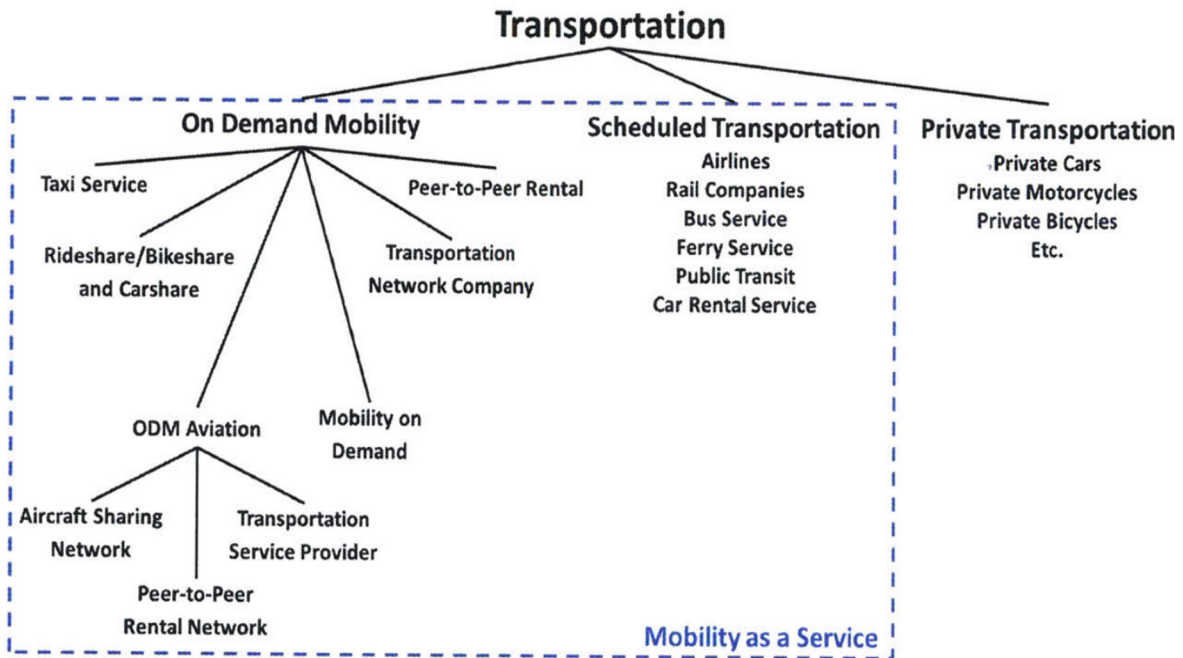 Transportation
On Demand Mobility
Scheduled Transportation
Private Transportation
Taxi Service
Peer-to-Peer Rental
Rideshare/Bikeshare
and Carshare
Transportation
Network Company
ODM Aviation
Mobility on
Demand
Aircraft Sharing
Network
Transportation
Service Provider
Peer-to-Peer
Rental Network
Airlines
Rail Companies
Bus Service
Ferry Service
Public Transit
Car Rental Service
Private Cars
Private Motorcycles
Private Bicycles
Etc.
Mobility as a Service